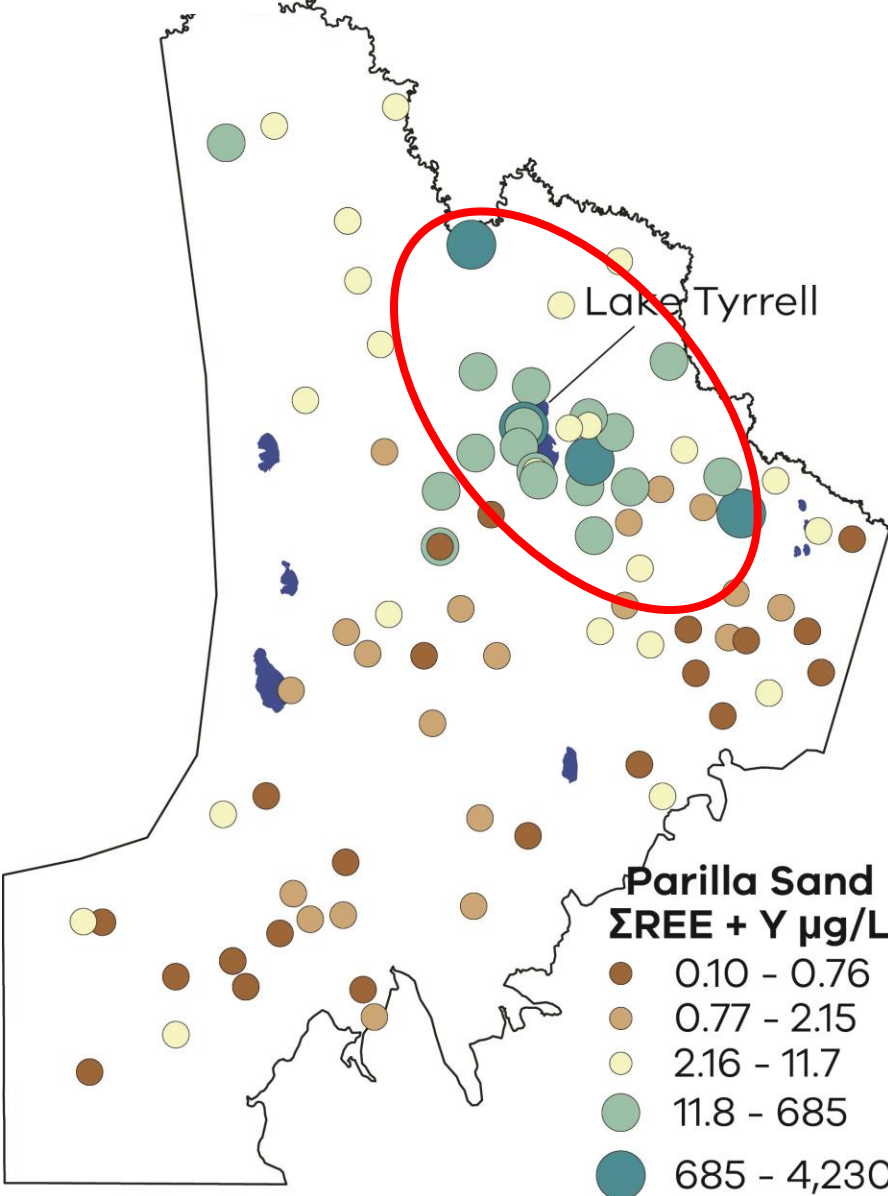 Lake Tyrrell
Parilla Sand
ΣREE + Y µg/L
0.10 - 0.76
0.77 - 2.15
2.16 - 11.7
11.8 - 685
685 - 4,230